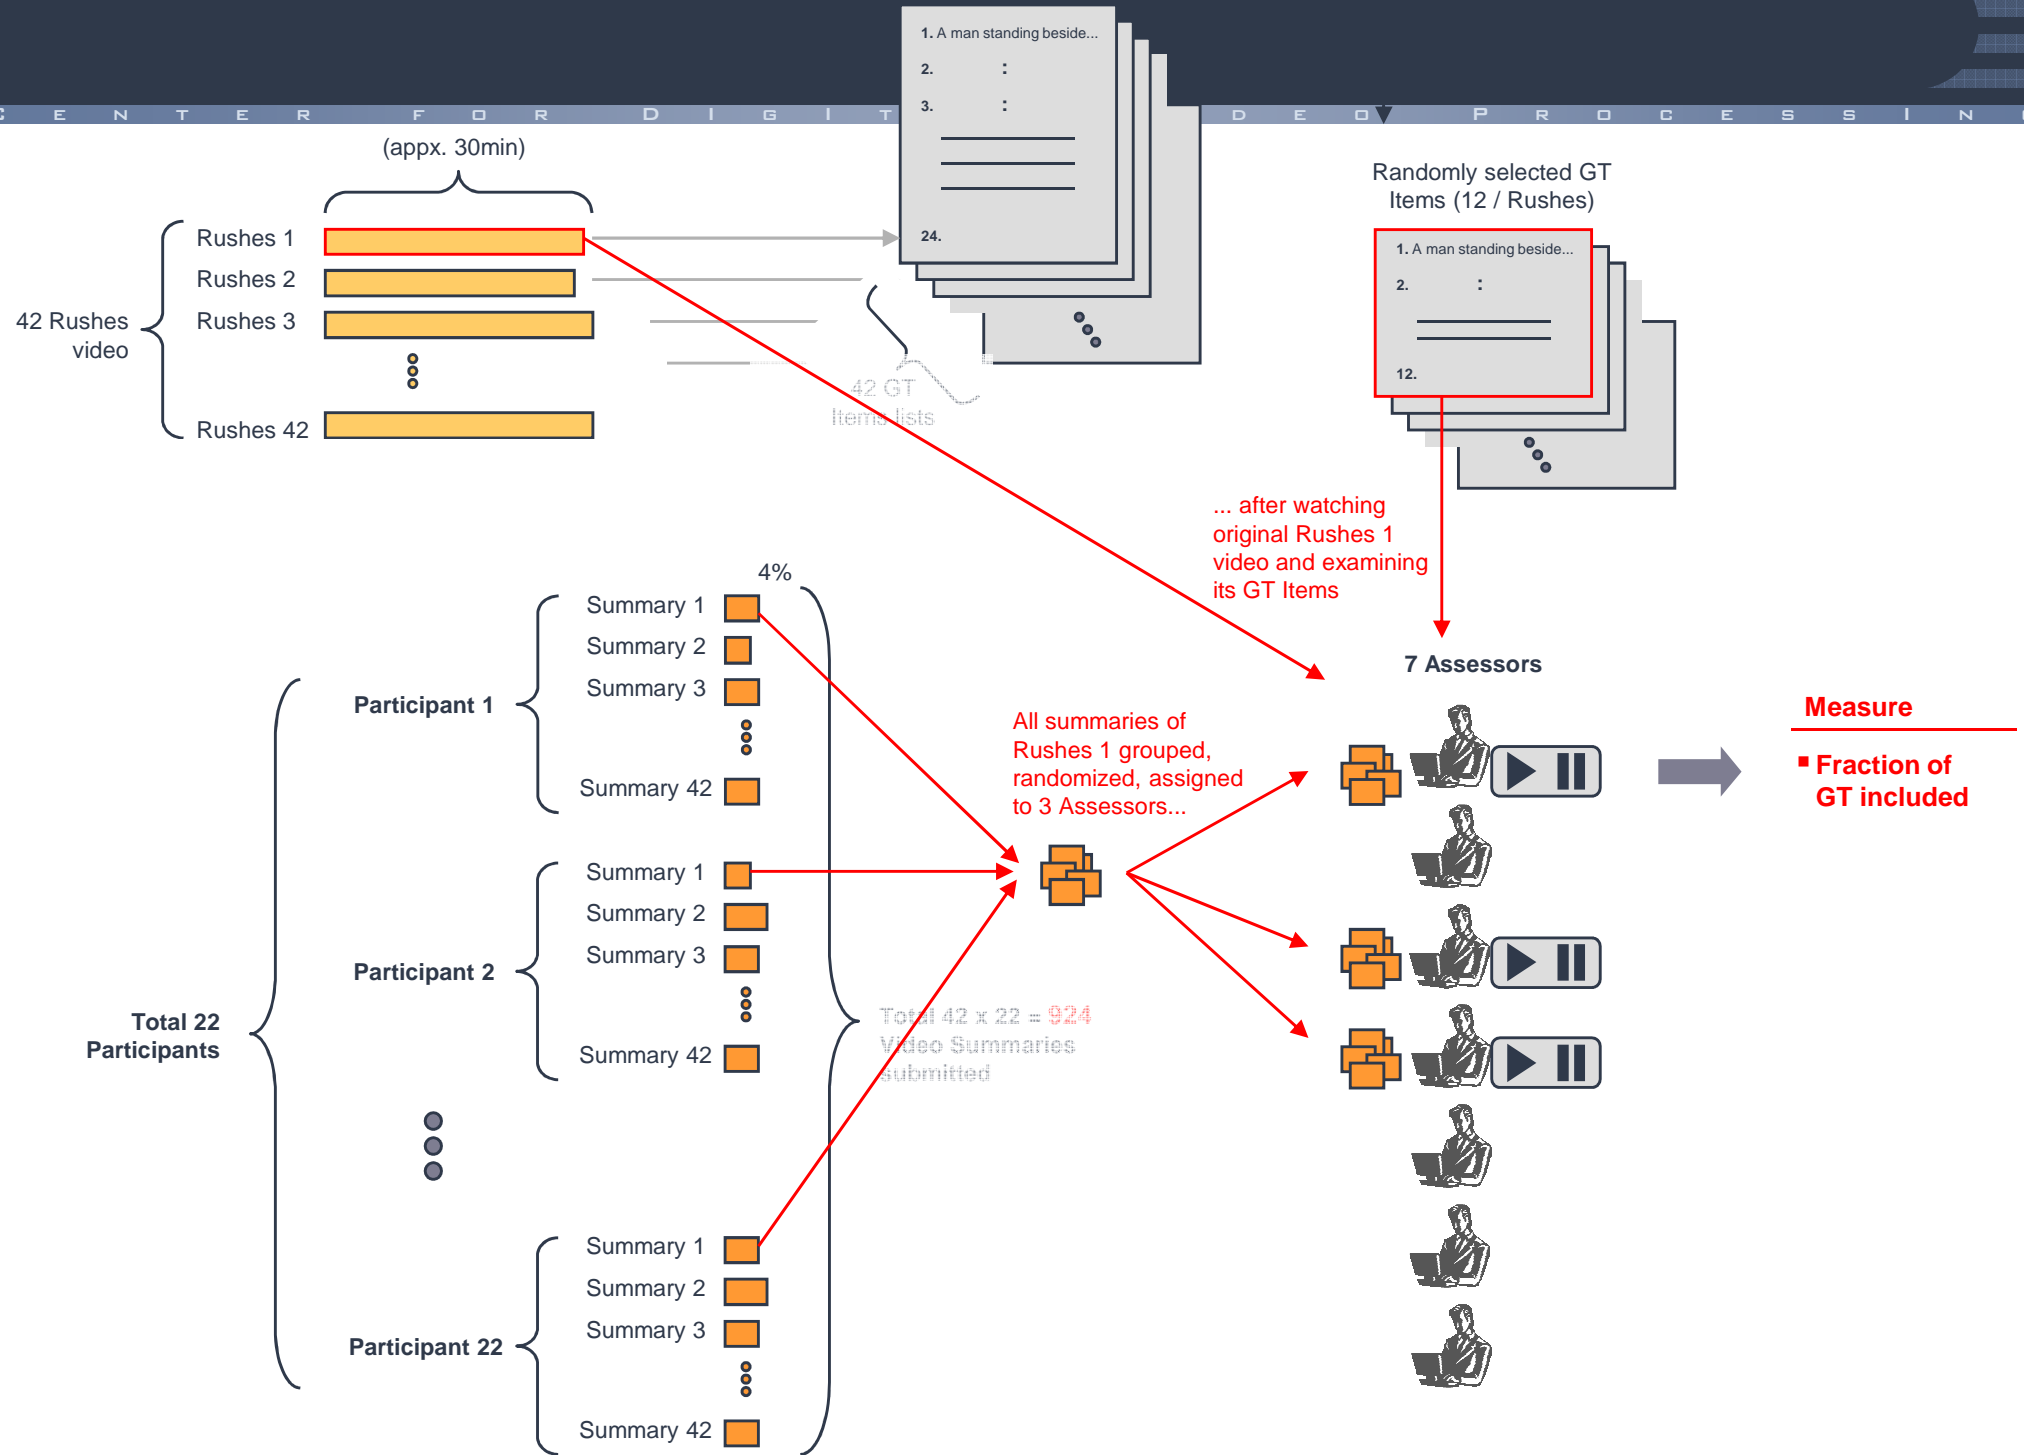 1. A man standing beside...
2. :
3. :
24.
E N T E R F O R D I G I T
D E O P R O C E S S I N
(appx. 30min)
42 Rushes
video
Rushes 1
Rushes 2
Rushes 3
Rushes 42
42 GT
Items lists
Randomly selected GT
Items (12 / Rushes)
1. A man standing beside...
2. :
12.
... after watching
original Rushes 1
video and examining
its GT Items
4%
Total 22
Participants
Participant 1
Summary 1
Summary 2
Summary 3
Summary 42
Participant 2
Summary 1
Summary 2
Summary 3
Summary 42
Participant 22
Summary 1
Summary 2
Summary 3
Summary 42
Total 42 x 22 = 924
Video Summaries
submitted
All summaries of
Rushes 1 grouped,
randomized, assigned
to 3 Assessors...
7 Assessors
Measure
▪ Fraction of
GT included